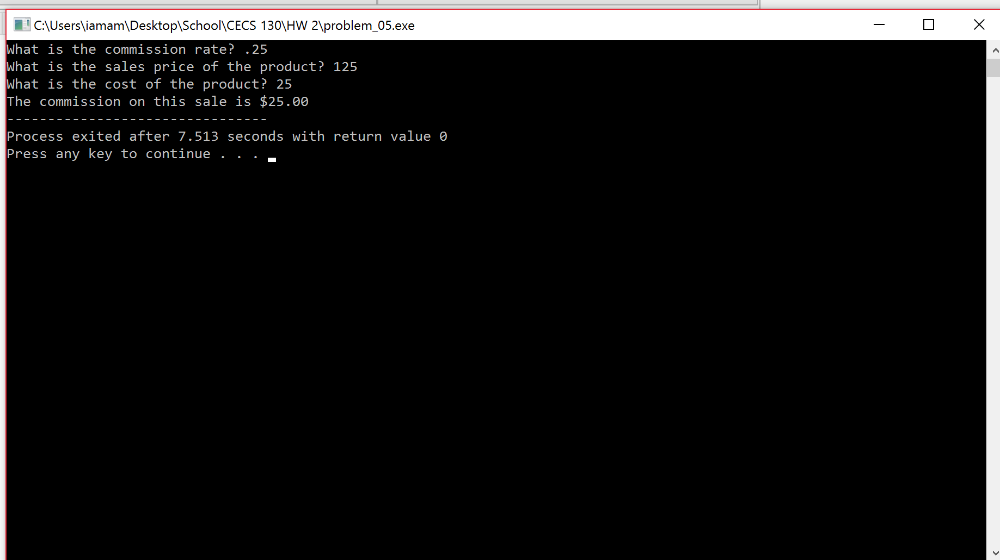 C:\Users\iamam\Desktop\School\CECS 130\HW 2\problem_05.exe
What is the commission rate? .25
What is the sales price of the product? 125
What is the cost of the product? 25
The commission on this sale is $25.00
--------------------------------
Process exited after 7.513 seconds with return value 0
Press any key to continue . . .